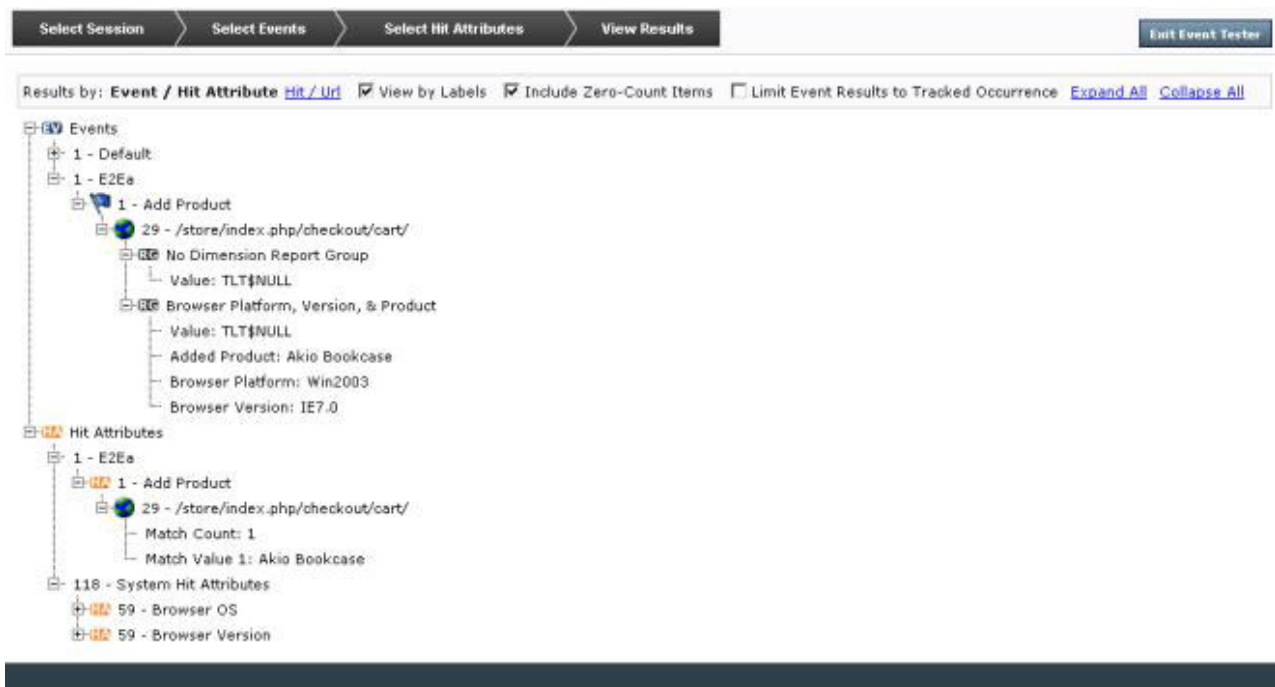 Select Session Select Events Select Hit Attributes View Results Exit Event Tester
Results by: Event / Hit Attribute Hit / Url View by Labels Include Zero-Count Items Limit Event Results to Tracked Occurrence Expand All Collapse All
EV Events
1 - Default
1 - E2Ea
1 - Add Product
29 - /store/index.php/checkout/cart/
RG No Dimension Report Group
Value: TLT$NULL
RG Browser Platform, Version, & Product
Value: TLT$NULL
Added Product: Akio Bookcase
Browser Platform: Win2003
Browser Version: IE7.0
HA Hit Attributes
1 - E2Ea
HA 1 - Add Product
29 - /store/index.php/checkout/cart/
Match Count: 1
Match Value 1: Akio Bookcase
118 - System Hit Attributes
HA 59 - Browser OS
HA 59 - Browser Version